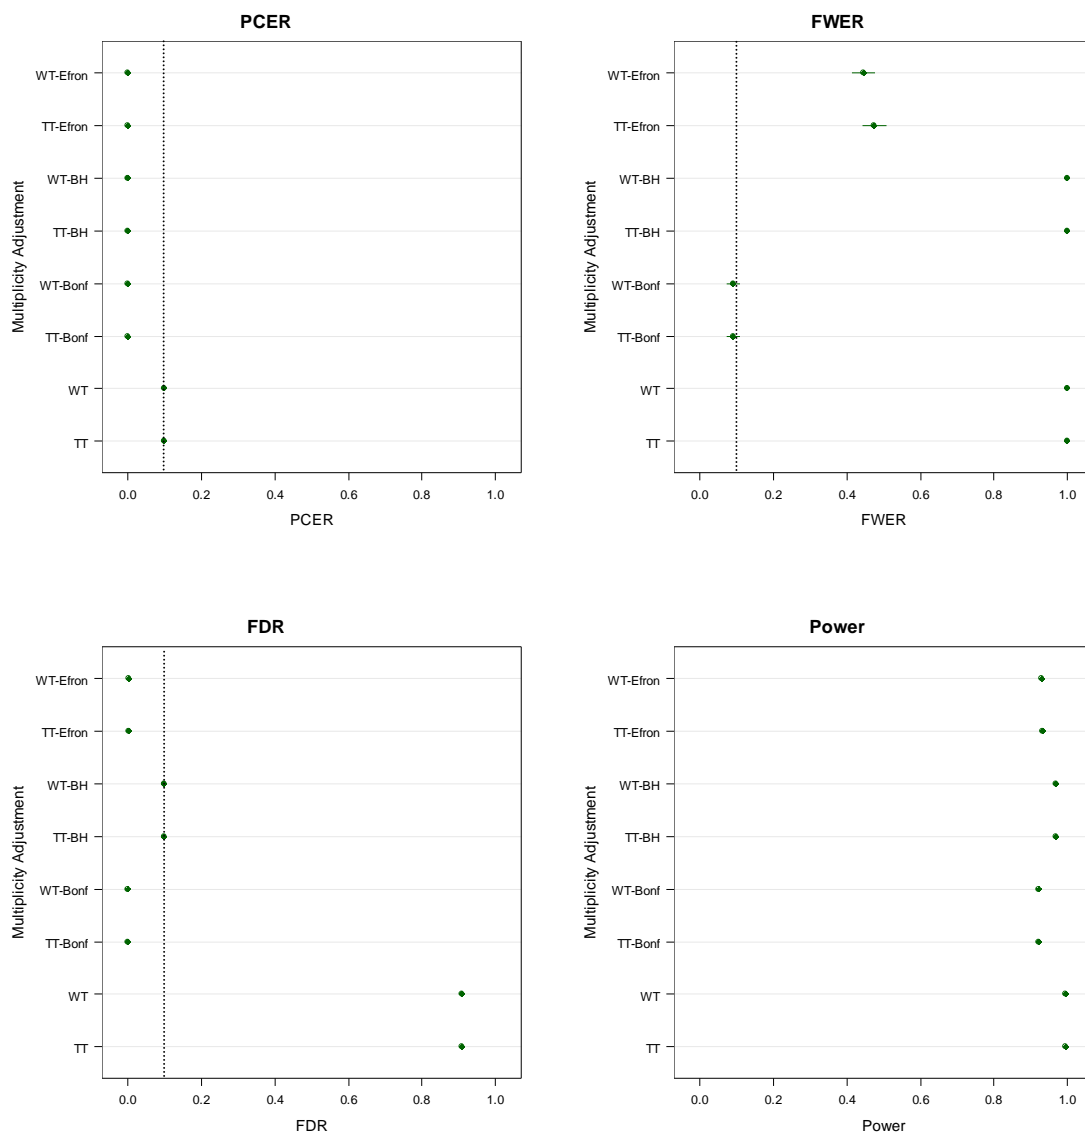 PCER
Multiplicity Adjustment
WT-Efron
TT-Efron
WT-BH
TT-BH
WT-Bonf
TT-Bonf
WT
TT
0.0 0.2 0.4 0.6 0.8 1.0
PCER
FWER
Multiplicity Adjustment
WT-Efron
TT-Efron
WT-BH
TT-BH
WT-Bonf
TT-Bonf
WT
TT
0.0 0.2 0.4 0.6 0.8 1.0
FWER
FDR
Multiplicity Adjustment
WT-Efron
TT-Efron
WT-BH
TT-BH
WT-Bonf
TT-Bonf
WT
TT
0.0 0.2 0.4 0.6 0.8 1.0
FDR
Power
Multiplicity Adjustment
WT-Efron
TT-Efron
WT-BH
TT-BH
WT-Bonf
TT-Bonf
WT
TT
0.0 0.2 0.4 0.6 0.8 1.0
Power